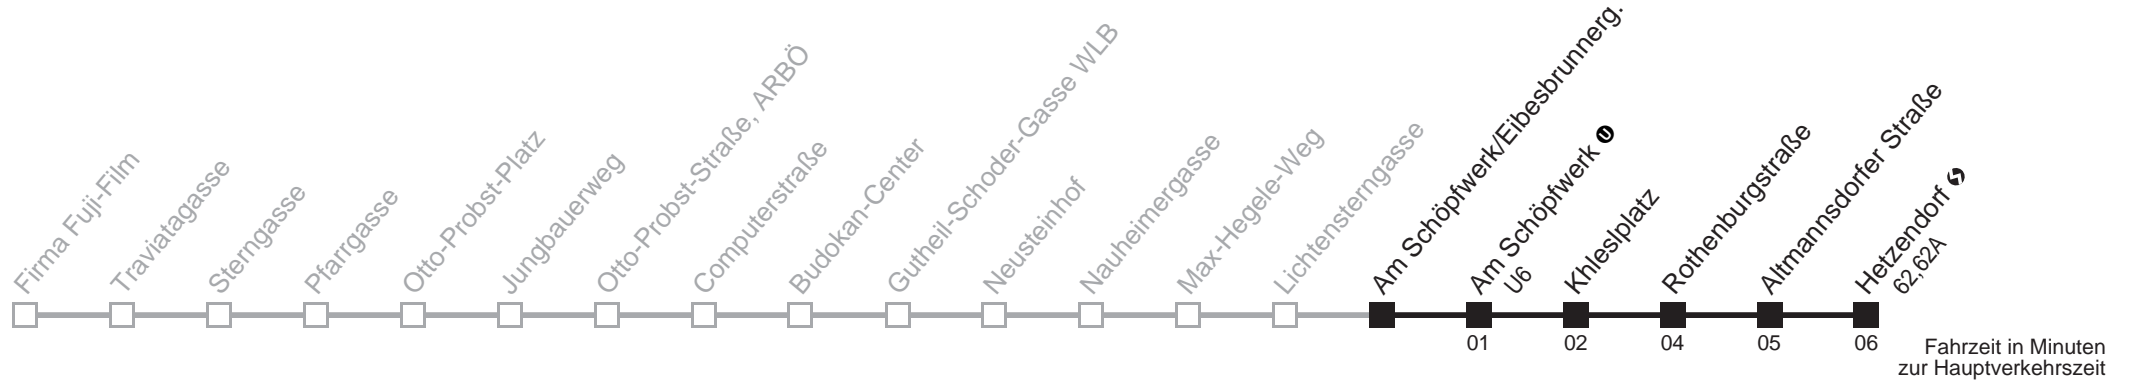 Firma Fuji-Film
Traviatagasse
Sterngasse
Pfarrgasse
Otto-Probst-Platz
Jungbauerweg
Otto-Probst-Straße, ARBÖ
Computerstraße
Budokan-Center
Gutheil-Schoder-Gasse WLB
Neusteinhof
Nauheimergasse
Max-Hegele-Weg
Lichtensterngasse
Am Schöpfwerk/Eibesbrunnerg.
Am Schöpfwerk U
U6
Khleslplatz
Rothenburgstraße
Altmannsdorfer Straße
Hetzendorf
62,62A
01 02 04 05 06
Fahrzeit in Minuten
zur Hauptverkehrszeit